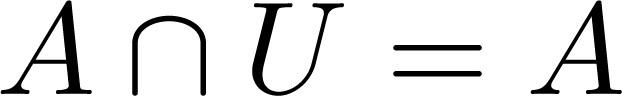 A ∩ U = A